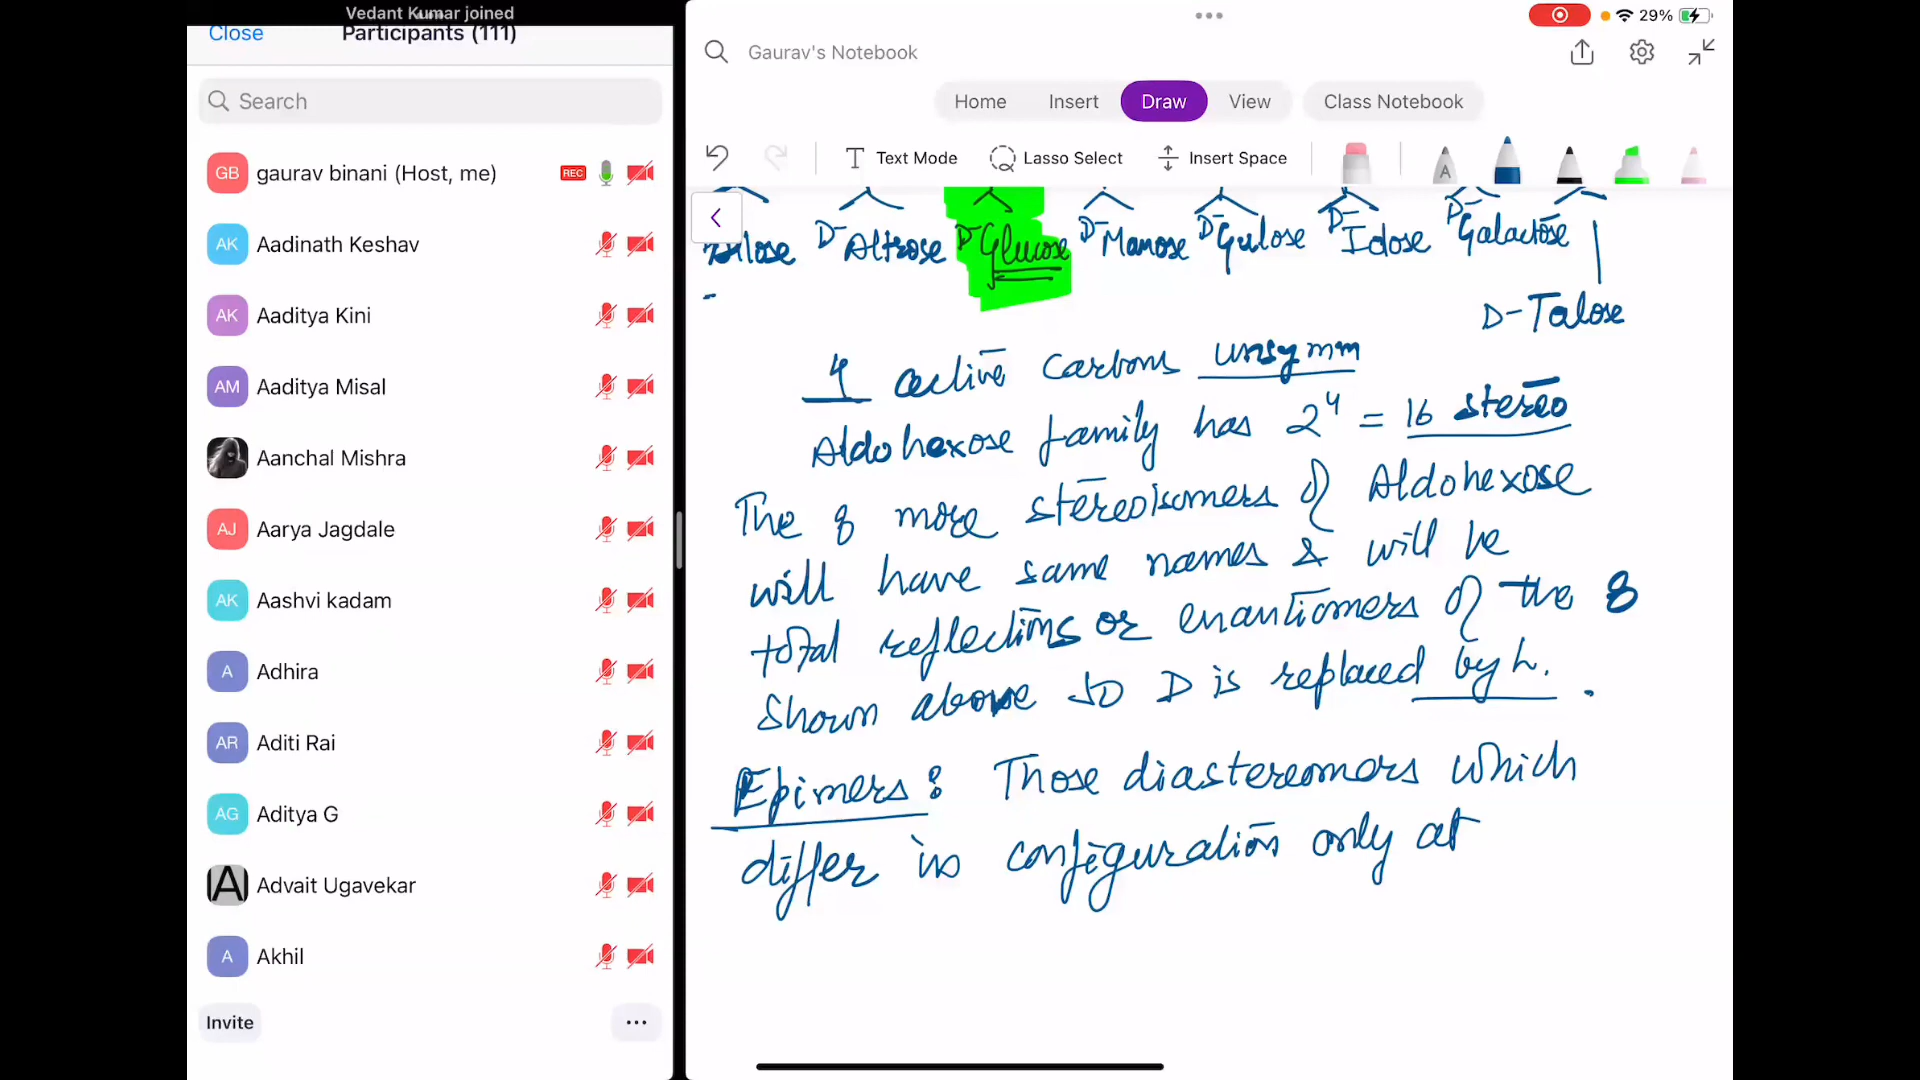 Vedant Kumar joined
Close
Participants (111)
Search
GB gaurav binani (Host, me) REC
AK Aadinath Keshav
AK Aaditya Kini
AM Aaditya Misal
Aanchal Mishra
AJ Aarya Jagdale
AK Aashvi kadam
A Adhira
AR Aditi Rai
AG Aditya G
A Advait Ugavekar
A Akhil
Invite
29%
Gaurav's Notebook
Home Insert Draw View Class Notebook
Text Mode Lasso Select Insert Space A
D-Altrose D-Glucose D-Manose D-Gulose D-Idose D-Galactose
D-Talose
4 active carbons unsymm
Aldohexose family has 2⁴ = 16 stereo
The 8 more stereoisomers of Aldohexose
will have same names & will be
total reflections or enantiomers of the 8
shown above so D is replaced by L.
Epimers: Those diastereomers which
differ in configuration only at